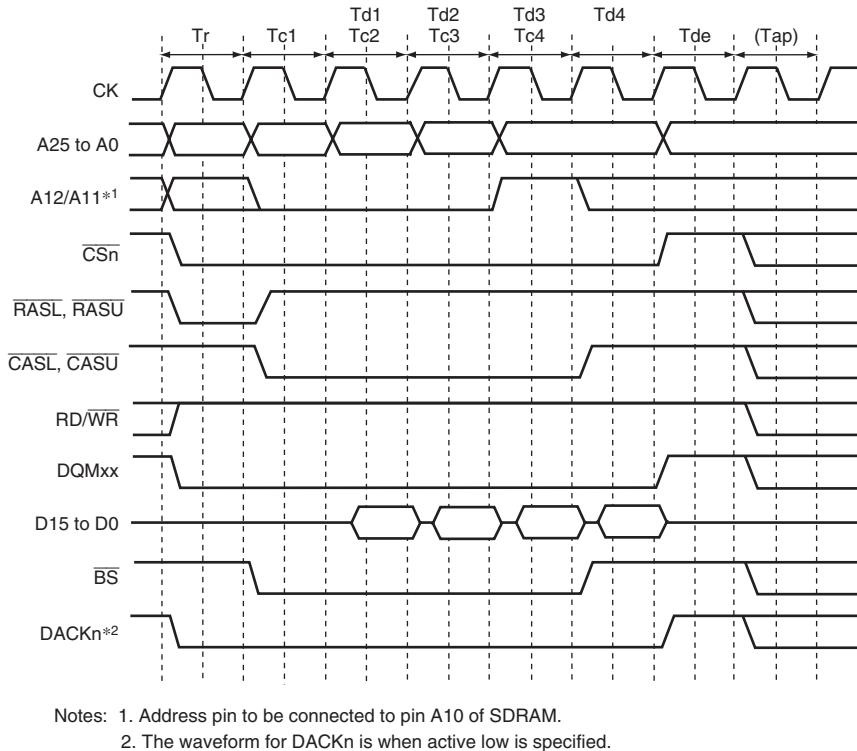 Td1 Td2 Td3 Td4
Tr Tc1 Tc2 Tc3 Tc4 Tde (Tap)
CK
A25 to A0
A12/A11*1
CSn
RASL, RASU
CASL, CASU
RD/WR
DQMxx
D15 to D0
BS
DACKn*2
Notes: 1. Address pin to be connected to pin A10 of SDRAM.
2. The waveform for DACKn is when active low is specified.